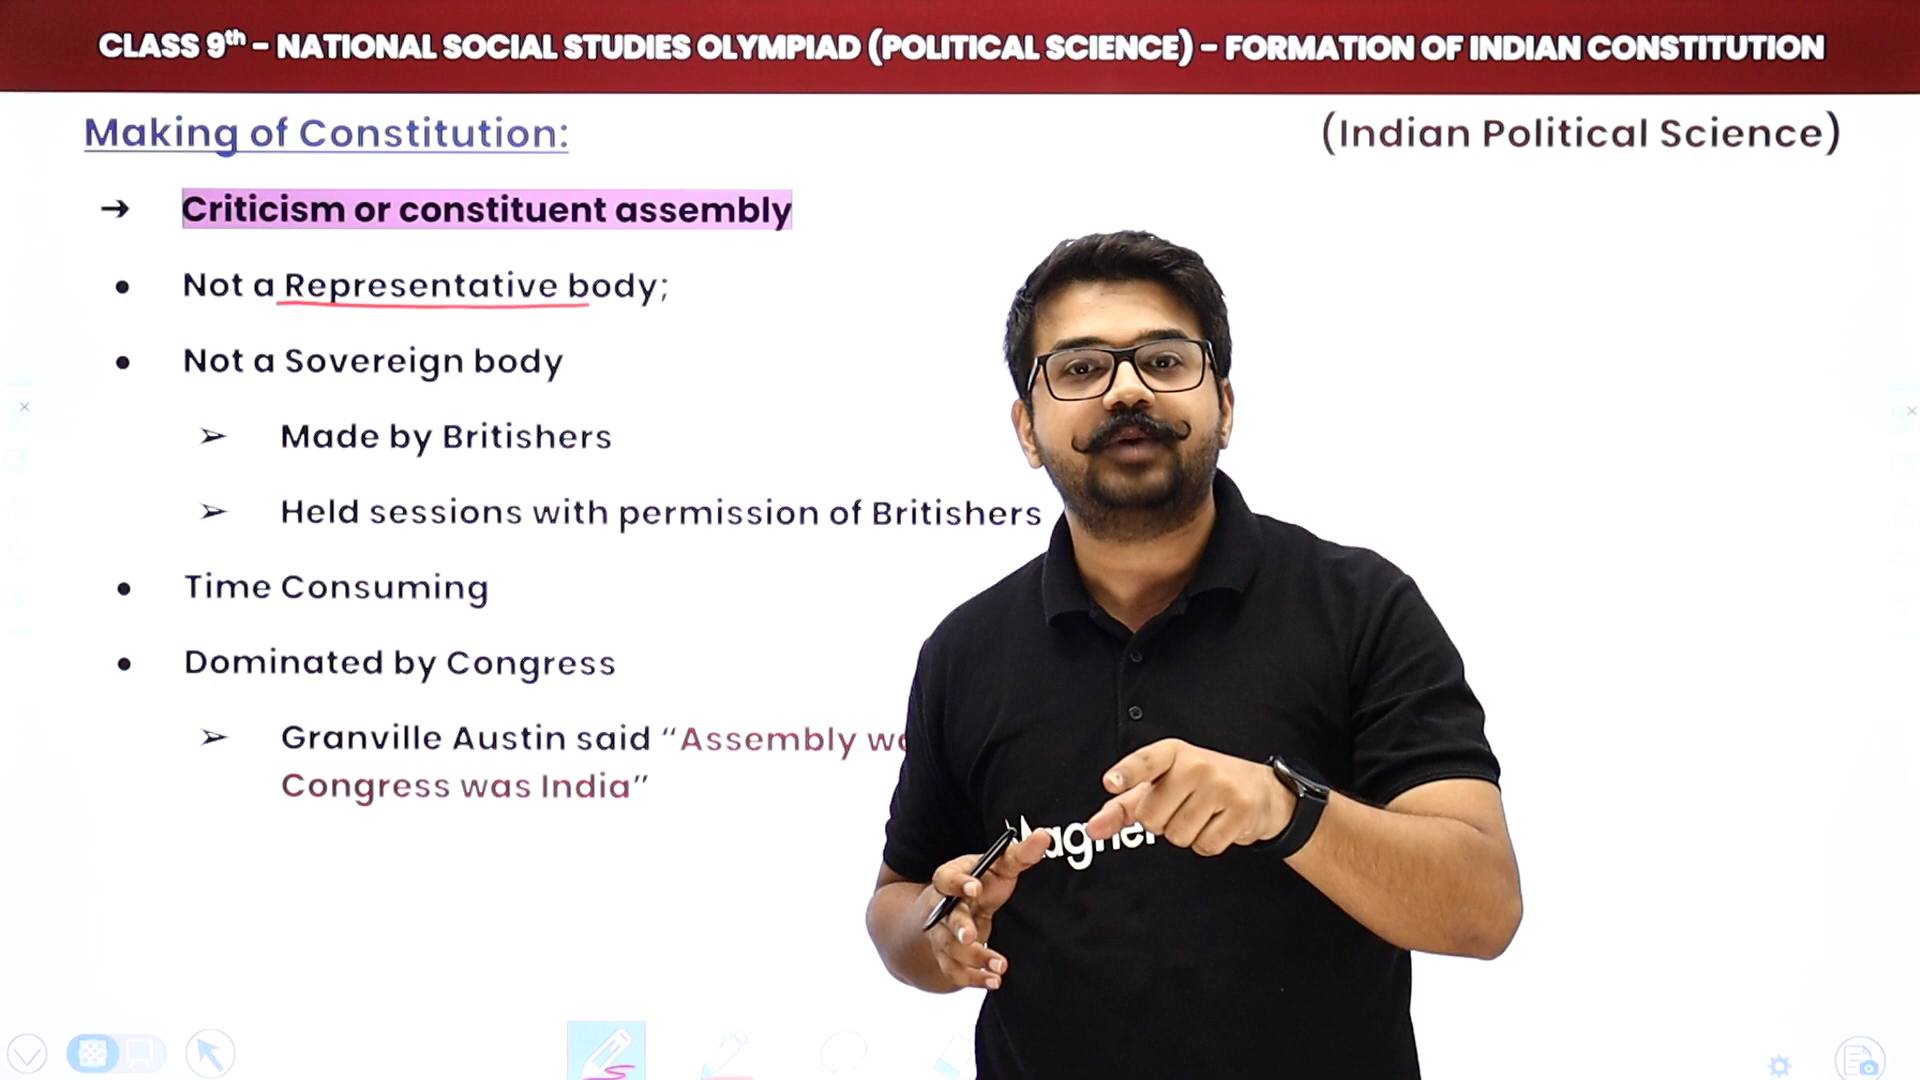 CLASS 9th - NATIONAL SOCIAL STUDIES OLYMPIAD (POLITICAL SCIENCE) - FORMATION OF INDIAN CONSTITUTION
Making of Constitution:
(Indian Political Science)
➔ Criticism or constituent assembly
• Not a Representative body;
• Not a Sovereign body
➢ Made by Britishers
➢ Held sessions with permission of Britishers
• Time Consuming
• Dominated by Congress
➢ Granville Austin said “Assembly
Congress was India”